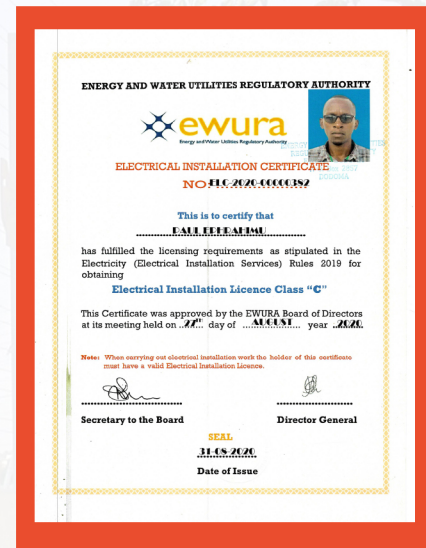 ENERGY AND WATER UTILITIES REGULATORY AUTHORITY
ewura
Energy and Water Utilities Regulatory Authority
ELECTRICAL INSTALLATION CERTIFICATE
NO ELC-2020-00000382
DODOMA
This is to certify that
PAUL EPHRAHIMU
has fulfilled the licensing requirements as stipulated in the
Electricity (Electrical Installation Services) Rules 2019 for
obtaining
Electrical Installation Licence Class “C”
This Certificate was approved by the EWURA Board of Directors
at its meeting held on ..27TH.. day of ...AUGUST... year ..2020.
Note: When carrying out electrical installation work the holder of this certificate
must have a valid Electrical Installation Licence.
Secretary to the Board
Director General
SEAL
31-08-2020
Date of Issue